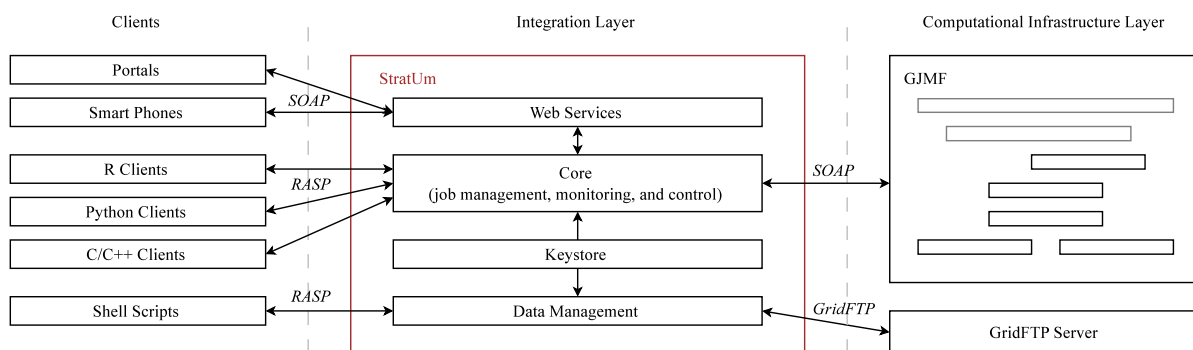 Clients
Integration Layer
Computational Infrastructure Layer
Portals
StratUm
GJMF
Smart Phones
SOAP
Web Services
R Clients
RASP
Core
(job management, monitoring, and control)
SOAP
Python Clients
C/C++ Clients
Keystore
Shell Scripts
RASP
Data Management
GridFTP
GridFTP Server